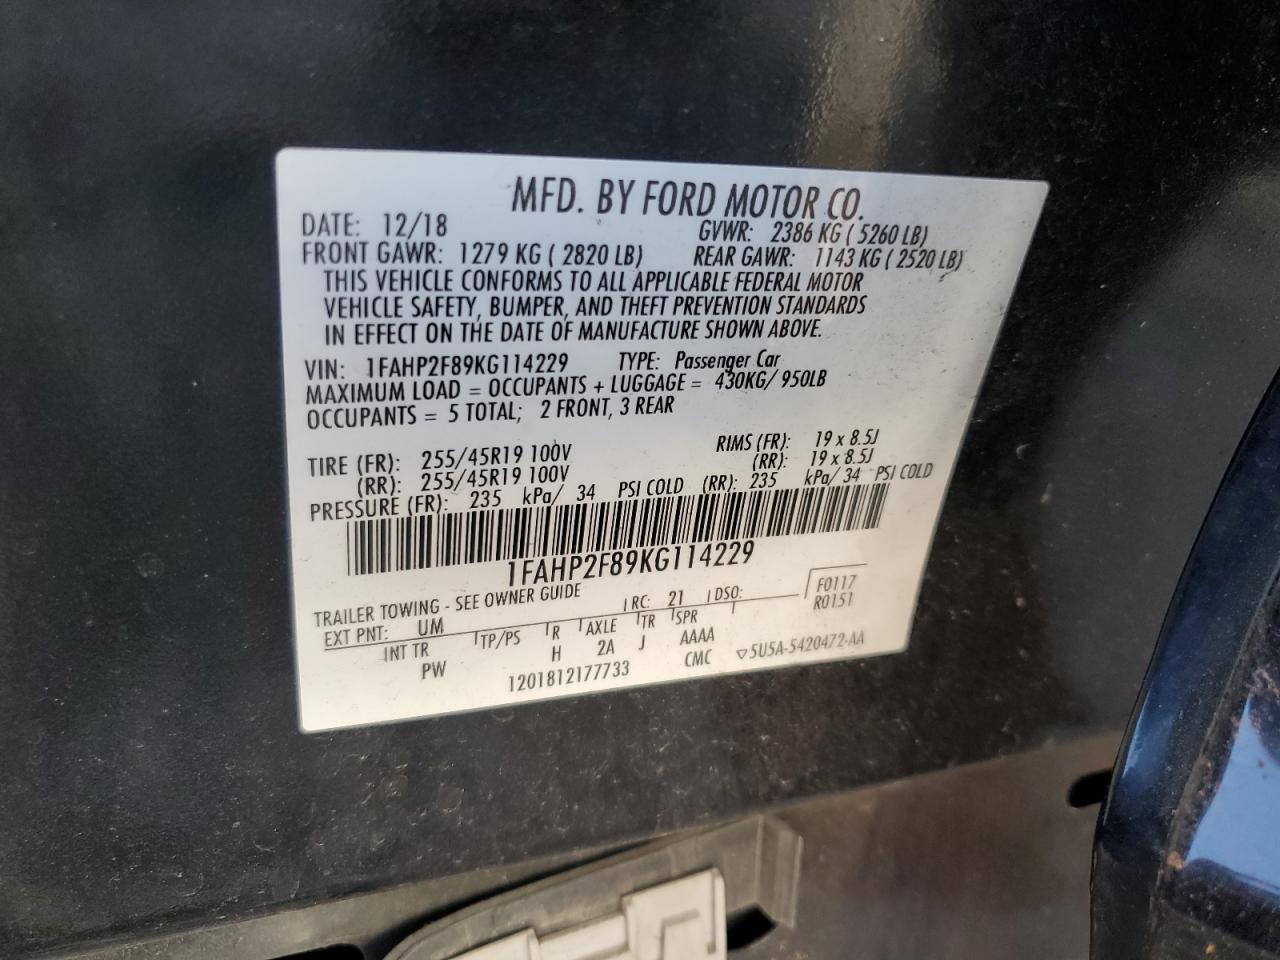 MFD. BY FORD MOTOR CO.
DATE: 12/18 GVWR: 2386 KG ( 5260 LB)
FRONT GAWR: 1279 KG ( 2820 LB) REAR GAWR: 1143 KG ( 2520 LB)
THIS VEHICLE CONFORMS TO ALL APPLICABLE FEDERAL MOTOR
VEHICLE SAFETY, BUMPER, AND THEFT PREVENTION STANDARDS
IN EFFECT ON THE DATE OF MANUFACTURE SHOWN ABOVE.
VIN: 1FAHP2F89KG114229 TYPE: Passenger Car
MAXIMUM LOAD = OCCUPANTS + LUGGAGE = 430KG/ 950LB
OCCUPANTS = 5 TOTAL; 2 FRONT, 3 REAR
TIRE (FR): 255/45R19 100V RIMS (FR): 19 x 8.5J
(RR): 255/45R19 100V (RR): 19 x 8.5J
PRESSURE (FR): 235 kPa/ 34 PSI COLD (RR): 235 kPa/ 34 PSI COLD
1FAHP2F89KG114229
TRAILER TOWING - SEE OWNER GUIDE
EXT PNT: UM RC: 21 DSO: F0117
R0151
INT TR TP/PS R AXLE TR SPR
PW H 2A J AAAA
1201812177733 CMC ▽5U5A-5420472-AA